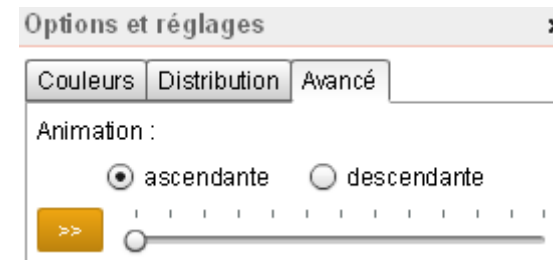 Options et réglages
Couleurs Distribution Avancé
Animation :
ascendante descendante
>>